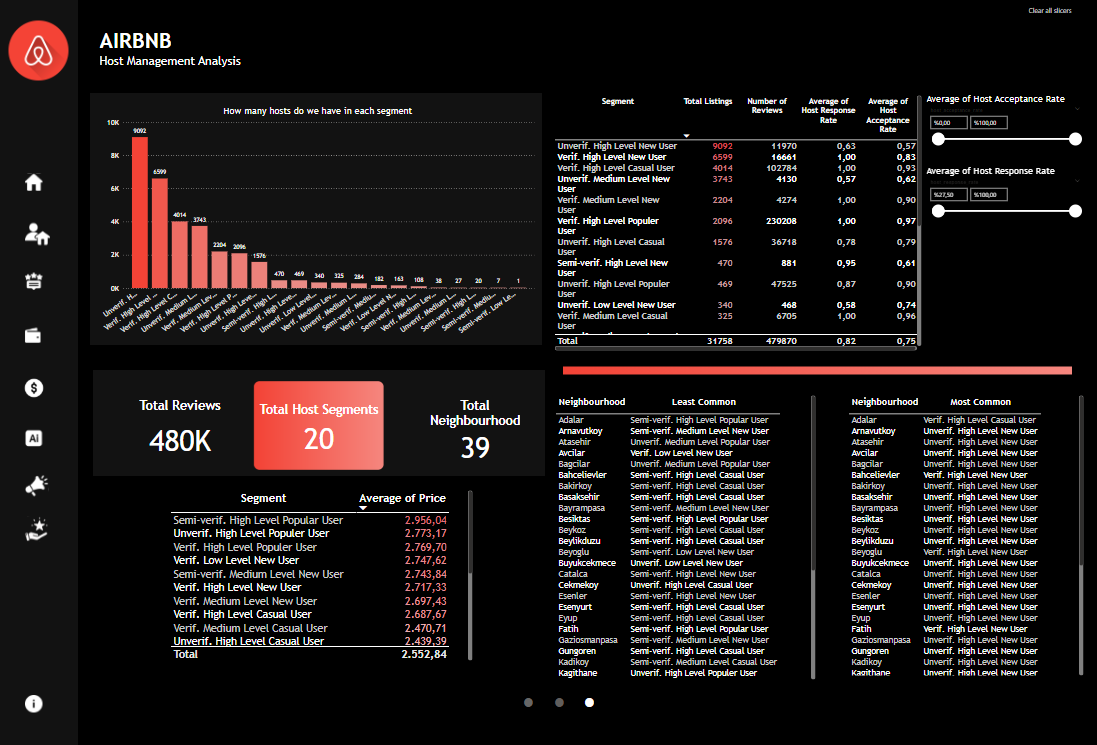 Clear all slicers
AIRBNB
Host Management Analysis
How many hosts do we have in each segment
10K
8K
6K
4K
2K
0K
9092
6599
4014
3743
2204
2096
1576
470
469
340
325
284
182
163
108
38
27
20
7
1
Unverif. H...
Verif. High Level ...
Verif. High Level C...
Unverif. Medium L...
Verif. Medium Lev...
Verif. High Level P...
Unverif. High Leve...
Semi-verif. High L...
Unverif. High Leve...
Unverif. Low Level...
Verif. Medium Lev...
Unverif. Medium L...
Semi-verif. Mediu...
Verif. Low Level N...
Semi-verif. High L...
Verif. Medium Lev...
Unverif. Medium L...
Semi-verif. High L...
Semi-verif. Mediu...
Semi-verif. Low Le...
Segment Total Listings Number of Reviews Average of Host Response Rate Average of Host Acceptance Rate
Unverif. High Level New User 9092 11970 0,63 0,57
Verif. High Level New User 6599 16661 1,00 0,83
Verif. High Level Casual User 4014 102784 1,00 0,93
Unverif. Medium Level New User 3743 4130 0,57 0,62
Verif. Medium Level New User 2204 4274 1,00 0,90
Verif. High Level Populer User 2096 230208 1,00 0,97
Unverif. High Level Casual User 1576 36718 0,78 0,79
Semi-verif. High Level New User 470 881 0,95 0,61
Unverif. High Level Populer User 469 47525 0,87 0,90
Unverif. Low Level New User 340 468 0,58 0,74
Verif. Medium Level Casual User 325 6705 1,00 0,96
Total 31758 479870 0,82 0,75
Average of Host Acceptance Rate
%0,00 %100,00
Average of Host Response Rate
%27,50 %100,00
Total Reviews
480K
Total Host Segments
20
Total
Neighbourhood
39
AI
Segment Average of Price
Semi-verif. High Level Popular User 2.956,04
Unverif. High Level Populer User 2.773,17
Verif. High Level Populer User 2.769,70
Verif. Low Level New User 2.747,62
Semi-verif. Medium Level New User 2.743,84
Verif. High Level New User 2.717,33
Verif. Medium Level New User 2.697,43
Verif. High Level Casual User 2.687,67
Verif. Medium Level Casual User 2.470,71
Unverif. High Level Casual User 2.439,39
Total 2.552,84
Neighbourhood Least Common
Adalar Semi-verif. High Level Popular User
Arnavutkoy Semi-verif. Medium Level New User
Atasehir Unverif. Medium Level Popular User
Avcilar Verif. Low Level New User
Bagcilar Unverif. Medium Level Popular User
Bahcelievler Semi-verif. High Level Casual User
Bakirkoy Semi-verif. High Level Casual User
Basaksehir Semi-verif. High Level Casual User
Bayrampasa Semi-verif. Medium Level New User
Besiktas Semi-verif. High Level Popular User
Beykoz Semi-verif. High Level Casual User
Beylikduzu Semi-verif. High Level Casual User
Beyoglu Semi-verif. Low Level New User
Buyukcekmece Unverif. Low Level New User
Catalca Semi-verif. High Level New User
Cekmekoy Unverif. High Level Casual User
Esenler Semi-verif. High Level New User
Esenyurt Semi-verif. High Level Casual User
Eyup Semi-verif. High Level Casual User
Fatih Semi-verif. High Level Popular User
Gaziosmanpasa Semi-verif. Medium Level New User
Gungoren Semi-verif. High Level Casual User
Kadikoy Semi-verif. Medium Level Casual User
Kagithane Unverif. High Level Populer User
Neighbourhood Most Common
Adalar Verif. High Level Casual User
Arnavutkoy Unverif. High Level New User
Atasehir Unverif. High Level New User
Avcilar Unverif. High Level New User
Bagcilar Unverif. High Level New User
Bahcelievler Verif. High Level New User
Bakirkoy Unverif. High Level New User
Basaksehir Unverif. High Level New User
Bayrampasa Unverif. High Level New User
Besiktas Unverif. High Level New User
Beykoz Unverif. High Level New User
Beylikduzu Unverif. High Level New User
Beyoglu Verif. High Level New User
Buyukcekmece Unverif. High Level New User
Catalca Unverif. High Level New User
Cekmekoy Unverif. High Level New User
Esenler Unverif. High Level New User
Esenyurt Unverif. High Level New User
Eyup Unverif. High Level New User
Fatih Verif. High Level New User
Gaziosmanpasa Unverif. High Level New User
Gungoren Unverif. High Level New User
Kadikoy Unverif. High Level New User
Kagithane Unverif. High Level New User